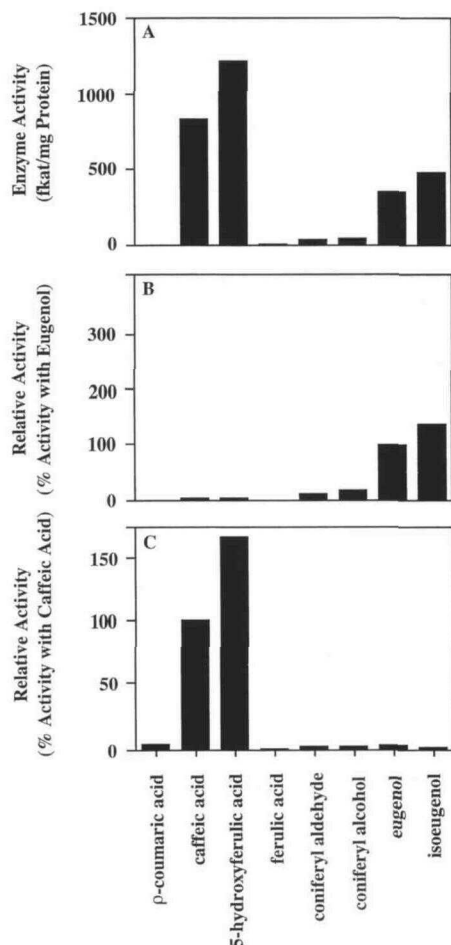 A
Enzyme Activity
(fkat/mg Protein)
1500
1000
500
0
B
Relative Activity
(% Activity with Eugenol)
300
200
100
0
C
Relative Activity
(% Activity with Caffeic Acid)
150
100
50
0
ρ-coumaric acid
caffeic acid
5-hydroxyferulic acid
ferulic acid
coniferyl aldehyde
coniferyl alcohol
eugenol
isoeugenol